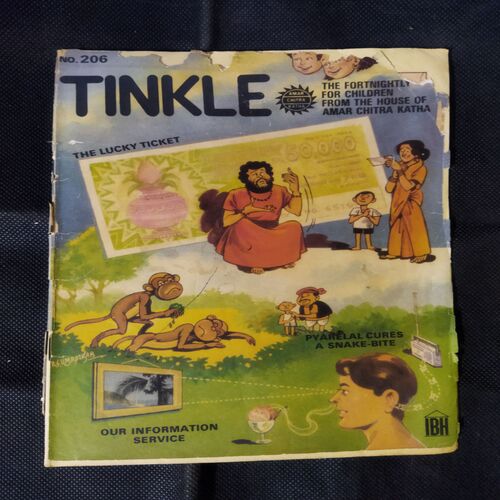 NO. 206
TINKLE
AMAR
CHITRA
KATHA
THE FORTNIGHTLY
FOR CHILDREN
FROM THE HOUSE OF
AMAR CHITRA KATHA
THE LUCKY TICKET
50,000
PYARELAL CURES
A SNAKE-BITE
OUR INFORMATION
SERVICE
IBH